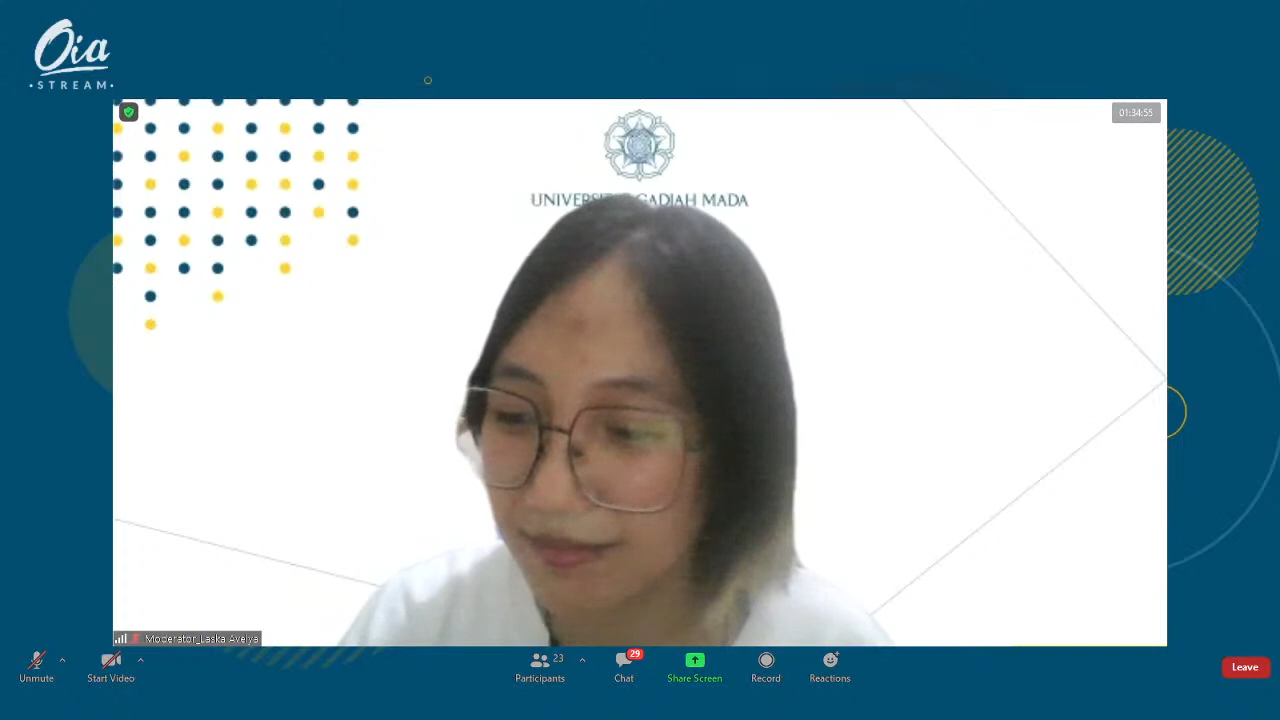 Oia
• STREAM •
01:34:55
UNIVERSITAS GADJAH MADA
Moderator_Laska Avelya
Unmute
Start Video
23
Participants
29
Chat
Share Screen
Record
Reactions
Leave